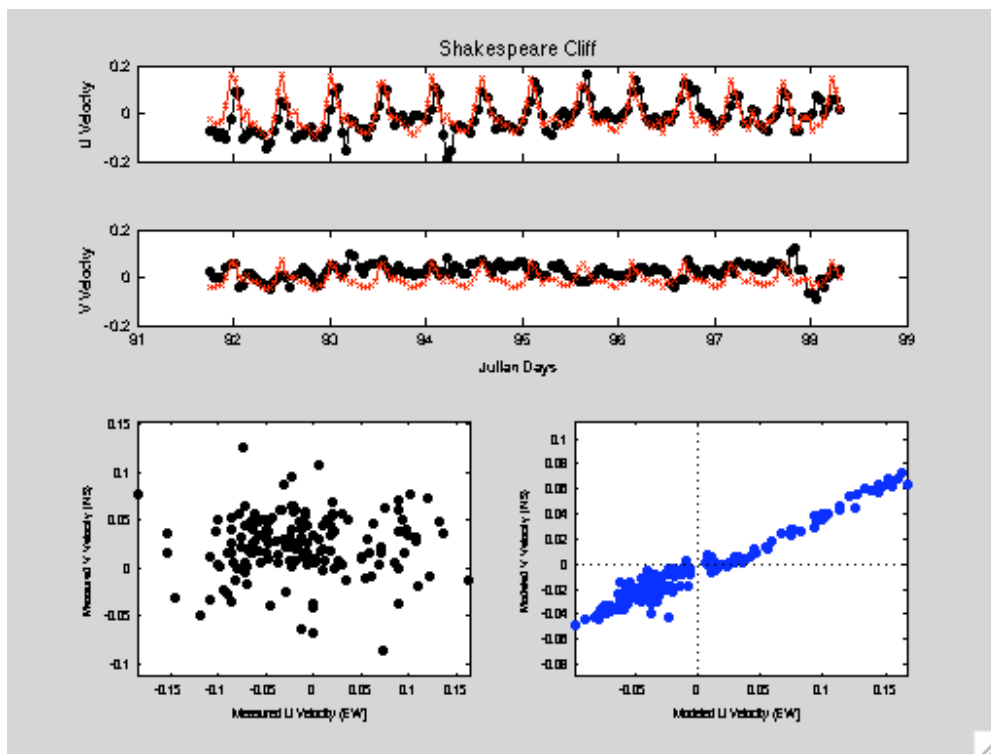 Shakespeare Cliff
0.2
0
-0.2
U Velocity
0.2
0
-0.2
V Velocity
91 92 93 94 95 96 97 98 99
Julian Days
0.15
0.1
0.05
0
-0.05
-0.1
Measured V Velocity (NS)
-0.15 -0.1 -0.05 0 0.05 0.1 0.15
Measured U Velocity (EW)
0.1
0.08
0.06
0.04
0.02
0
-0.02
-0.04
-0.06
-0.08
Modeled V Velocity (NS)
-0.05 0 0.05 0.1 0.15
Modeled U Velocity (EW)